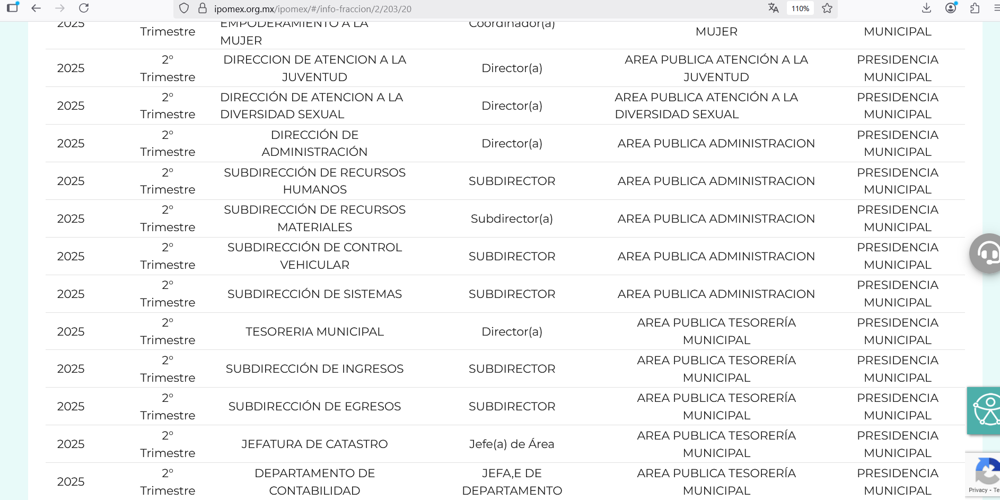 ipomex.org.mx/ipomex/#/info-fraccion/2/203/20
110%
2025
Trimestre
EMPODERAMIENTO A LA
MUJER
Coordinador(a)
MUJER
MUNICIPAL
2025
2°
Trimestre
DIRECCION DE ATENCION A LA
JUVENTUD
Director(a)
AREA PUBLICA ATENCIÓN A LA
JUVENTUD
PRESIDENCIA
MUNICIPAL
2025
2°
Trimestre
DIRECCIÓN DE ATENCION A LA
DIVERSIDAD SEXUAL
Director(a)
AREA PUBLICA ATENCIÓN A LA
DIVERSIDAD SEXUAL
PRESIDENCIA
MUNICIPAL
2025
2°
Trimestre
DIRECCIÓN DE
ADMINISTRACIÓN
Director(a)
AREA PUBLICA ADMINISTRACION
PRESIDENCIA
MUNICIPAL
2025
2°
Trimestre
SUBDIRECCIÓN DE RECURSOS
HUMANOS
SUBDIRECTOR
AREA PUBLICA ADMINISTRACION
PRESIDENCIA
MUNICIPAL
2025
2°
Trimestre
SUBDIRECCIÓN DE RECURSOS
MATERIALES
Subdirector(a)
AREA PUBLICA ADMINISTRACION
PRESIDENCIA
MUNICIPAL
2025
2°
Trimestre
SUBDIRECCIÓN DE CONTROL
VEHICULAR
SUBDIRECTOR
AREA PUBLICA ADMINISTRACION
PRESIDENCIA
MUNICIPAL
2025
2°
Trimestre
SUBDIRECCIÓN DE SISTEMAS
SUBDIRECTOR
AREA PUBLICA ADMINISTRACION
PRESIDENCIA
MUNICIPAL
2025
2°
Trimestre
TESORERIA MUNICIPAL
Director(a)
AREA PUBLICA TESORERÍA
MUNICIPAL
PRESIDENCIA
MUNICIPAL
2025
2°
Trimestre
SUBDIRECCIÓN DE INGRESOS
SUBDIRECTOR
AREA PUBLICA TESORERÍA
MUNICIPAL
PRESIDENCIA
MUNICIPAL
2025
2°
Trimestre
SUBDIRECCIÓN DE EGRESOS
SUBDIRECTOR
AREA PUBLICA TESORERÍA
MUNICIPAL
PRESIDENCIA
MUNICIPAL
2025
2°
Trimestre
JEFATURA DE CATASTRO
Jefe(a) de Área
AREA PUBLICA TESORERÍA
MUNICIPAL
PRESIDENCIA
MUNICIPAL
2025
2°
Trimestre
DEPARTAMENTO DE
CONTABILIDAD
JEFA,E DE
DEPARTAMENTO
AREA PUBLICA TESORERÍA
MUNICIPAL
PRESIDENCIA
MUNICIPAL
Privacy - Te